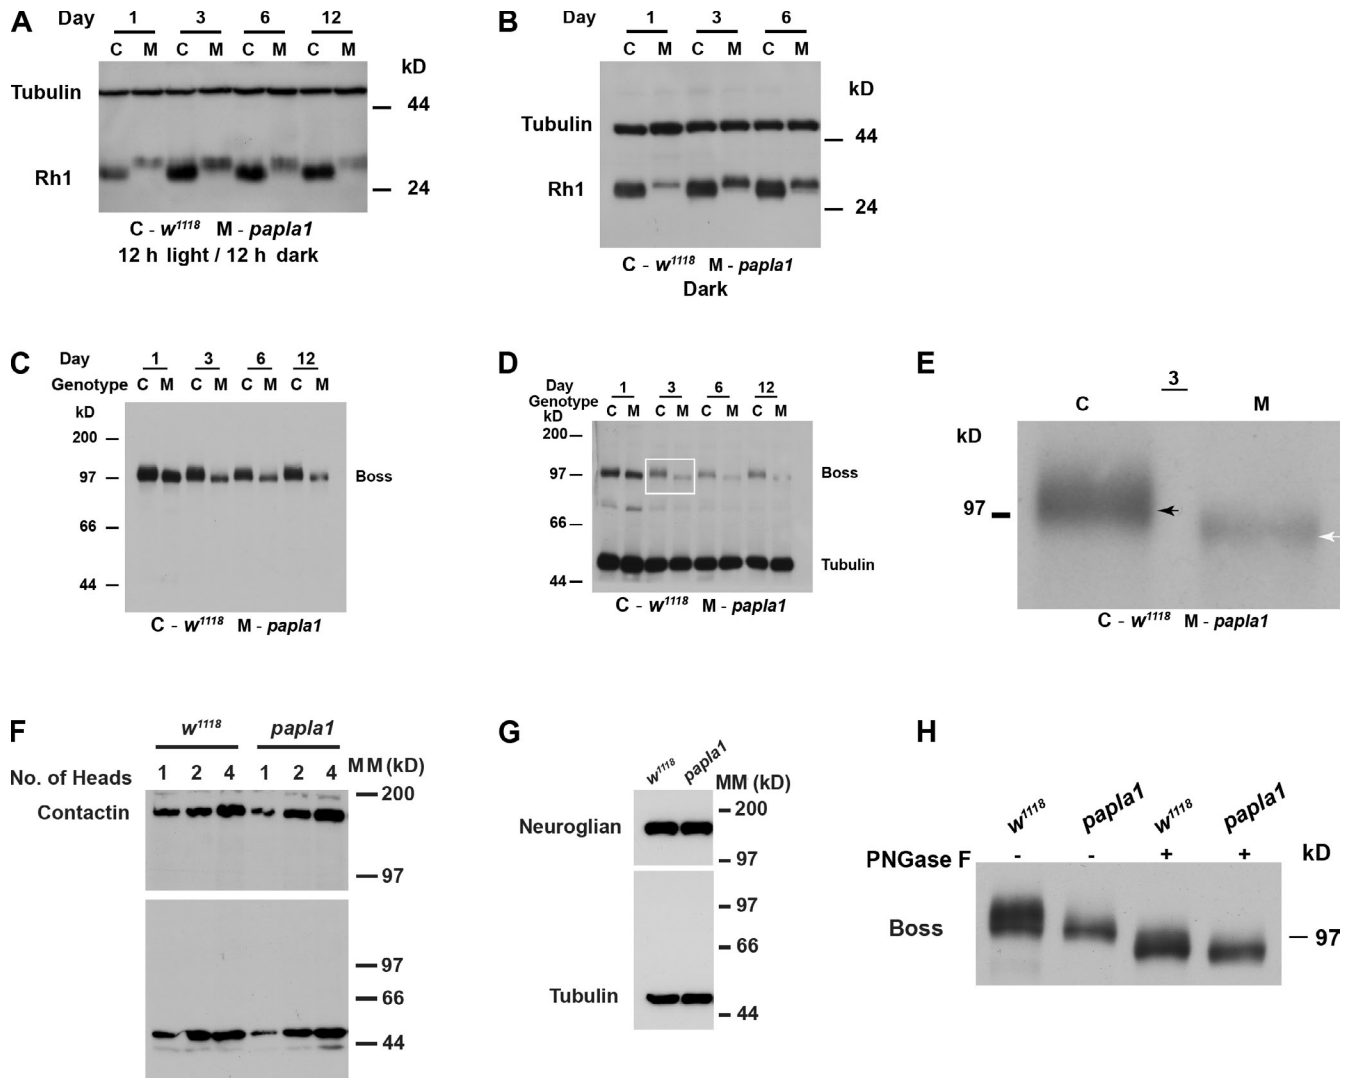 A
Day 1 3 6 12
C M C M C M C M
kD
Tubulin
44
Rh1
24
C - w1118 M - papla1
12 h light / 12 h dark
B
Day 1 3 6
C M C M C M
kD
Tubulin
44
Rh1
24
C - w1118 M - papla1
Dark
C
Day 1 3 6 12
Genotype C M C M C M C M
kD
200
97 Boss
66
44
C - w1118 M - papla1
D
Day 1 3 6 12
Genotype C M C M C M C M
kD
200
97 Boss
66
Tubulin
44
C - w1118 M - papla1
E
3
C M
kD
97
C - w1118 M - papla1
F
w1118 papla1
No. of Heads 1 2 4 1 2 4 MM (kD)
200
Contactin
97
97
66
44
G
w1118 papla1
MM (kD)
200
Neuroglian
97
97
66
Tubulin
44
H
w1118 papla1 w1118 papla1
PNGase F - - + + kD
Boss 97